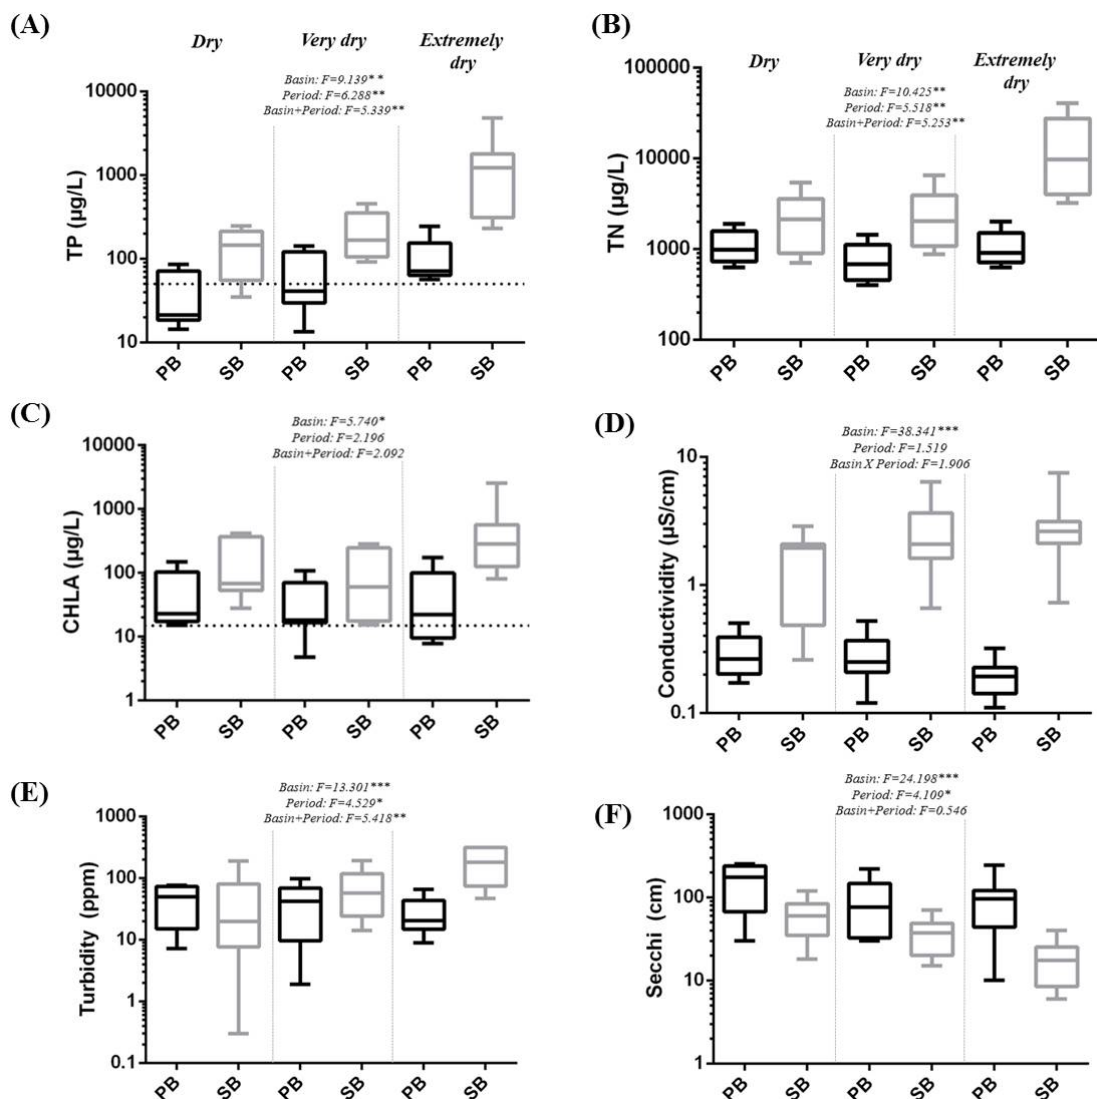 (A)
Dry
Very dry
Extremely
dry
Basin: F=9.139**
Period: F=6.288**
Basin+Period: F=5.339**
TP (µg/L)
10000
1000
100
10
PB
SB
PB
SB
PB
SB
(B)
Dry
Very dry
Extremely
dry
Basin: F=10.425**
Period: F=5.518**
Basin+Period: F=5.253**
TN (µg/L)
100000
10000
1000
100
PB
SB
PB
SB
PB
SB
(C)
Basin: F=5.740*
Period: F=2.196
Basin+Period: F=2.092
CHLA (µg/L)
10000
1000
100
10
1
PB
SB
PB
SB
PB
SB
(D)
Basin: F=38.341***
Period: F=1.519
Basin X Period: F=1.906
Conductividity (µS/cm)
10
1
0.1
PB
SB
PB
SB
PB
SB
(E)
Basin: F=13.301***
Period: F=4.529*
Basin+Period: F=5.418**
Turbidity (ppm)
1000
100
10
1
0.1
PB
SB
PB
SB
PB
SB
(F)
Basin: F=24.198***
Period: F=4.109*
Basin+Period: F=0.546
Secchi (cm)
1000
100
10
1
PB
SB
PB
SB
PB
SB